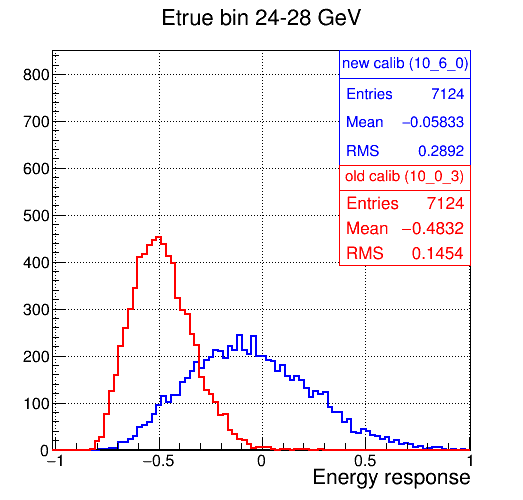 Etrue bin 24-28 GeV
new calib (10_6_0)
Entries 7124
Mean −0.05833
RMS 0.2892
old calib (10_0_3)
Entries 7124
Mean −0.4832
RMS 0.1454
800
700
600
500
400
300
200
100
0
−1 −0.5 0 0.5 1
Energy response